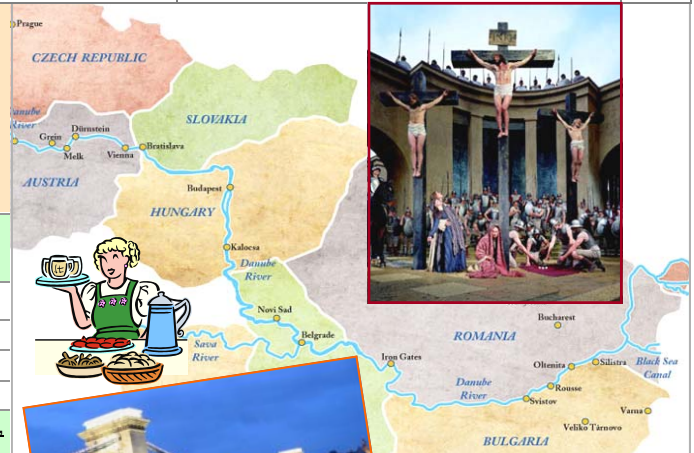 Prague
CZECH REPUBLIC
Danube
River
Grein
Dürnstein
Melk
Vienna
Bratislava
SLOVAKIA
AUSTRIA
Budapest
HUNGARY
Kalocsa
Danube
River
Novi Sad
Belgrade
Sava
River
Iron Gates
ROMANIA
Bucharest
Oltenita
Silistra
Black Sea
Canal
Danube
River
Rousse
Svistov
Varna
Veliko Tàrnovo
BULGARIA